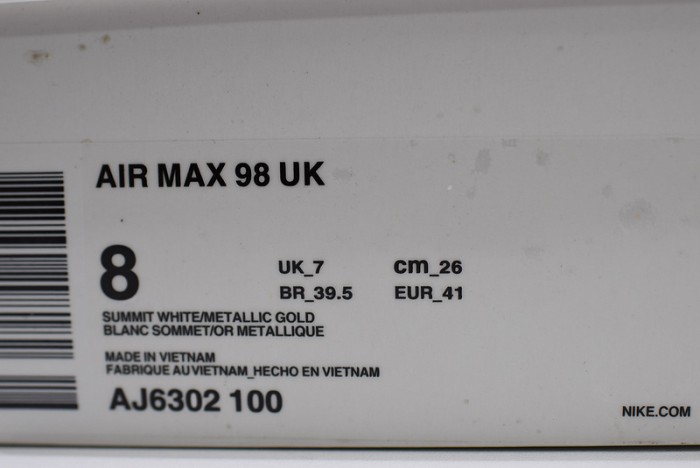 AIR MAX 98 UK
8
UK_7 cm_26
BR_39.5 EUR_41
SUMMIT WHITE/METALLIC GOLD
BLANC SOMMET/OR METALLIQUE
MADE IN VIETNAM
FABRIQUE AU VIETNAM_HECHO EN VIETNAM
AJ6302 100
NIKE.COM